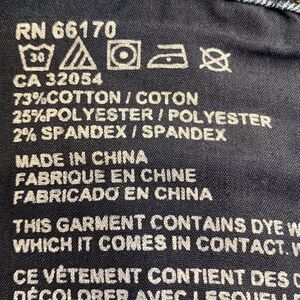 RN 66170
30
CA 32054
73%COTTON / COTON
25%POLYESTER / POLYESTER
2% SPANDEX / SPANDEX
MADE IN CHINA
FABRIQUE EN CHINE
FABRICADO EN CHINA
THIS GARMENT CONTAINS DYE
WHICH IT COMES IN CONTACT.
CE VÊTEMENT CONTIENT DES
DÉCOLORER AVEC